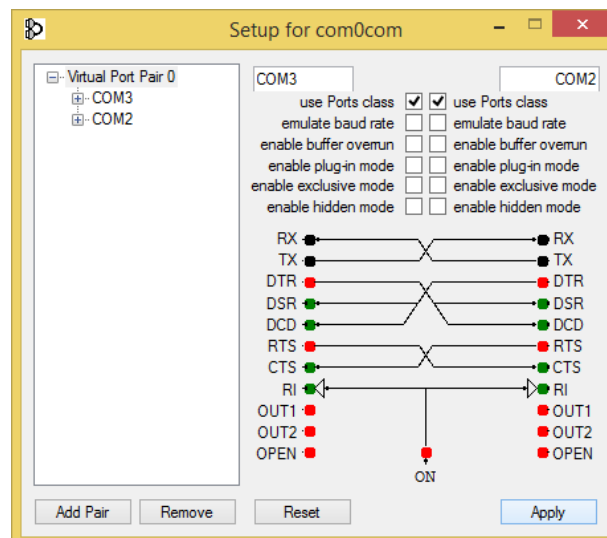 Setup for com0com
Virtual Port Pair 0
COM3
COM2
COM3 COM2
use Ports class use Ports class
emulate baud rate emulate baud rate
enable buffer overrun enable buffer overrun
enable plug-in mode enable plug-in mode
enable exclusive mode enable exclusive mode
enable hidden mode enable hidden mode
RX RX
TX TX
DTR DTR
DSR DSR
DCD DCD
RTS RTS
CTS CTS
RI RI
OUT1 OUT1
OUT2 OUT2
OPEN OPEN
ON
Add Pair Remove Reset Apply